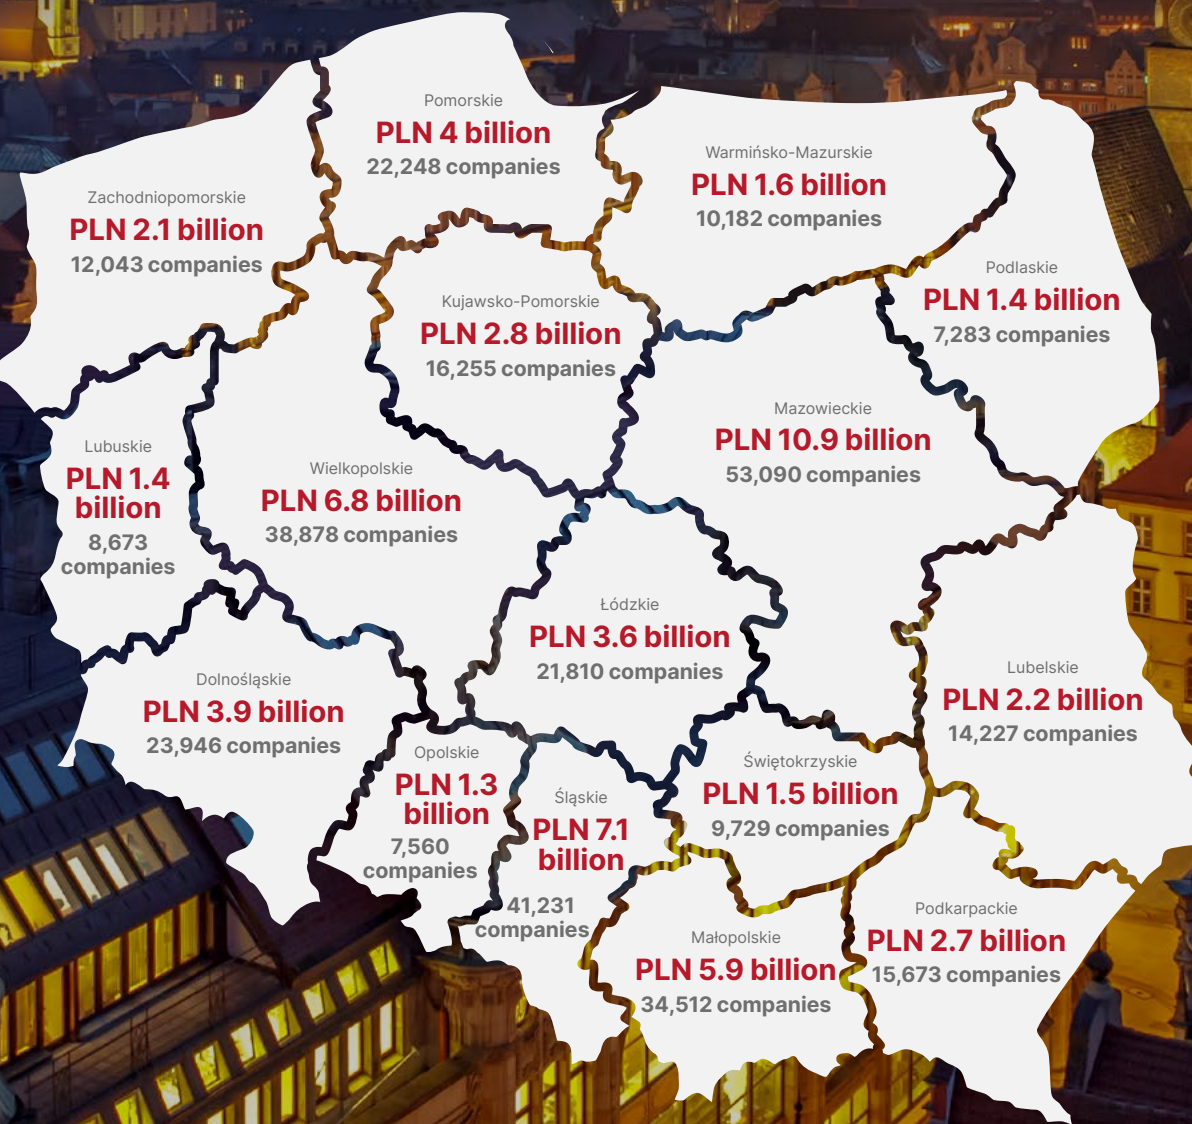 Pomorskie
PLN 4 billion
22,248 companies
Warmińsko-Mazurskie
PLN 1.6 billion
10,182 companies
Zachodniopomorskie
PLN 2.1 billion
12,043 companies
Podlaskie
PLN 1.4 billion
7,283 companies
Kujawsko-Pomorskie
PLN 2.8 billion
16,255 companies
Mazowieckie
PLN 10.9 billion
53,090 companies
Lubuskie
PLN 1.4
billion
8,673
companies
Wielkopolskie
PLN 6.8 billion
38,878 companies
Łódzkie
PLN 3.6 billion
21,810 companies
Lubelskie
PLN 2.2 billion
14,227 companies
Dolnośląskie
PLN 3.9 billion
23,946 companies
Opolskie
PLN 1.3
billion
7,560
companies
Śląskie
PLN 7.1
billion
41,231
companies
Świętokrzyskie
PLN 1.5 billion
9,729 companies
Małopolskie
PLN 5.9 billion
34,512 companies
Podkarpackie
PLN 2.7 billion
15,673 companies